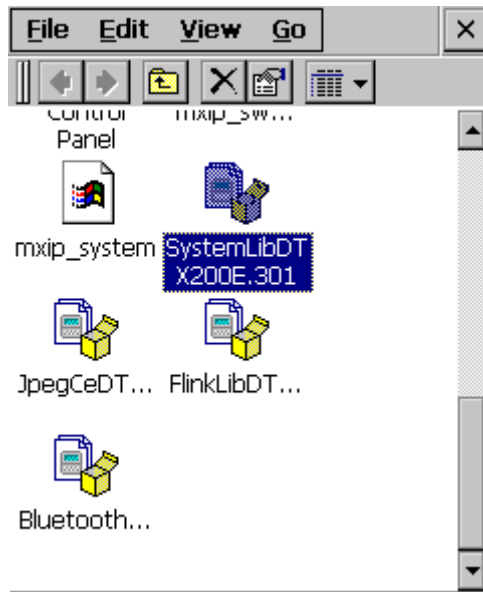 File Edit View Go
Control mxip_sw...
Panel
mxip_system SystemLibDT
X200E.301
JpegCeDT... FlinkLibDT...
Bluetooth...